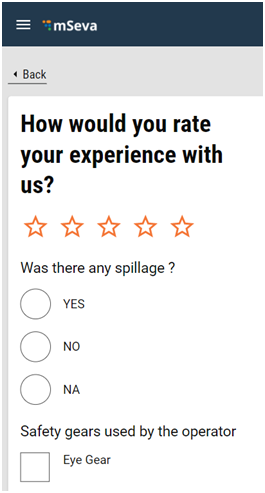 mSeva
Back
How would you rate
your experience with
us?
Was there any spillage ?
YES
NO
NA
Safety gears used by the operator
Eye Gear